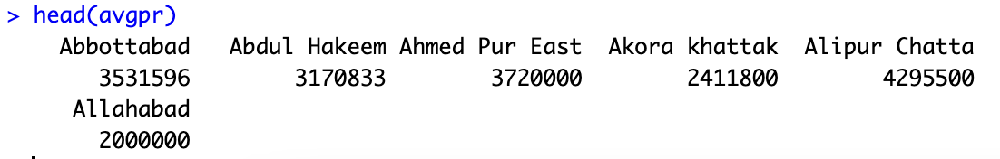 > head(avgpr)
Abbottabad Abdul Hakeem Ahmed Pur East Akora khattak Alipur Chatta
3531596 3170833 3720000 2411800 4295500
Allahabad
2000000